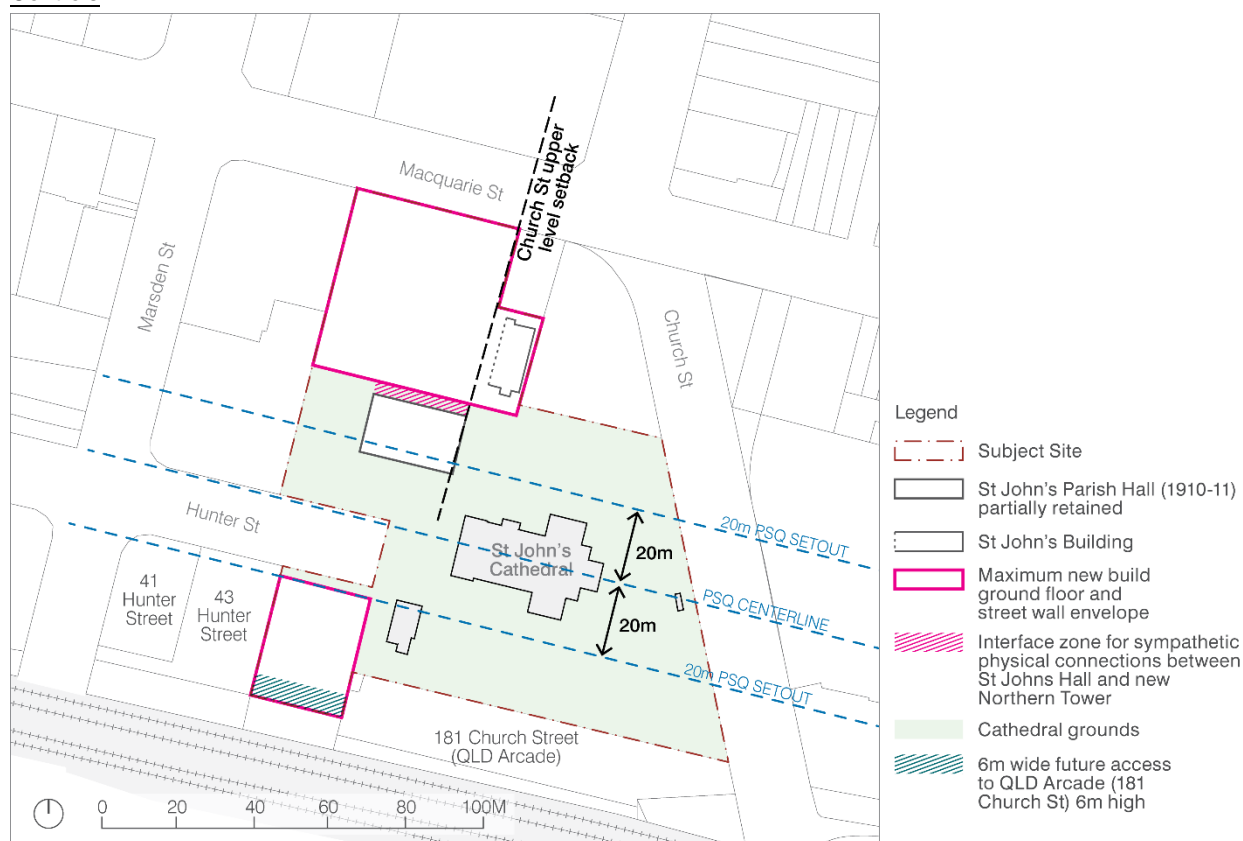 Macquarie St
Church St upper
level setback
Marsden St
Church St
Hunter St
St John's
Cathedral
20m
20m
20m PSQ SETOUT
PSQ CENTERLINE
20m PSQ SETOUT
41
Hunter
Street
43
Hunter
Street
181 Church Street
(QLD Arcade)
0 20 40 60 80 100M
Legend
Subject Site
St John's Parish Hall (1910-11)
partially retained
St John's Building
Maximum new build
ground floor and
street wall envelope
Interface zone for sympathetic
physical connections between
St Johns Hall and new
Northern Tower
Cathedral grounds
6m wide future access
to QLD Arcade (181
Church St) 6m high